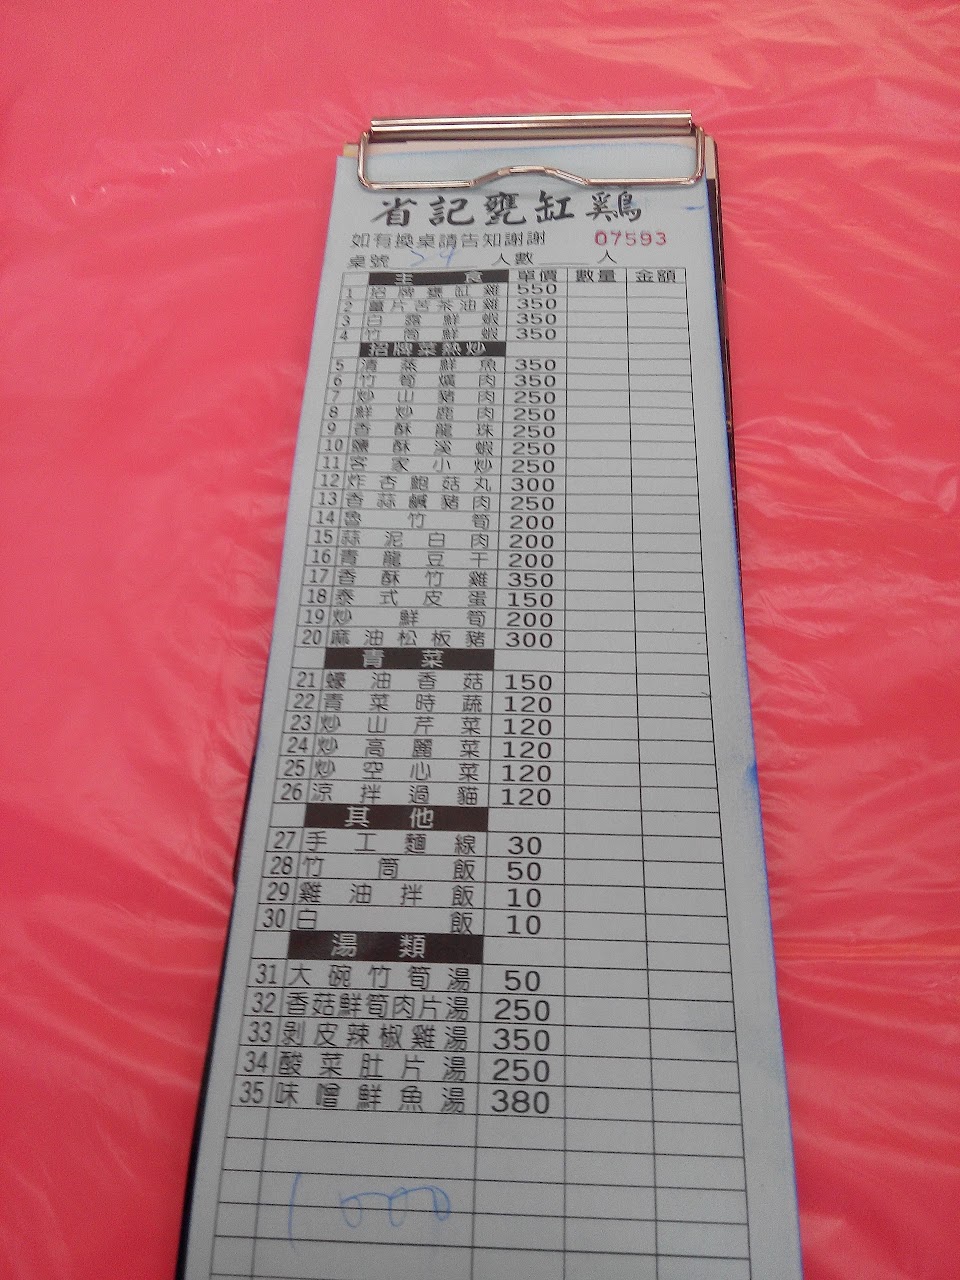 省記甕缸鷄
如有換桌請告知謝謝 07593
桌號 24 人數 人
主食 單價 數量 金額
1 招牌甕缸雞 550
2 薑片苦茶油雞 350
3 白露鮮蝦 350
4 竹筒鮮蝦 350
招牌菜熱炒
5 清蒸鮮魚 350
6 竹筍爌肉 350
7 炒山豬肉 250
8 鮮炒鹿肉 250
9 香酥龍珠 250
10 鹽酥溪蝦 250
11 客家小炒 250
12 炸杏鮑菇丸 300
13 香蒜鹹豬肉 250
14 魯竹筍 200
15 蒜泥白肉 200
16 青龍豆干 200
17 香酥竹雞 350
18 泰式皮蛋 150
19 炒鮮筍 200
20 麻油松板豬 300
青菜
21 蠔油香菇 150
22 青菜時蔬 120
23 炒山芹菜 120
24 炒高麗菜 120
25 炒空心菜 120
26 涼拌過貓 120
其他
27 手工麵線 30
28 竹筒飯 50
29 雞油拌飯 10
30 白飯 10
湯類
31 大碗竹筍湯 50
32 香菇鮮筍肉片湯 250
33 剝皮辣椒雞湯 350
34 酸菜肚片湯 250
35 味噌鮮魚湯 380
1000